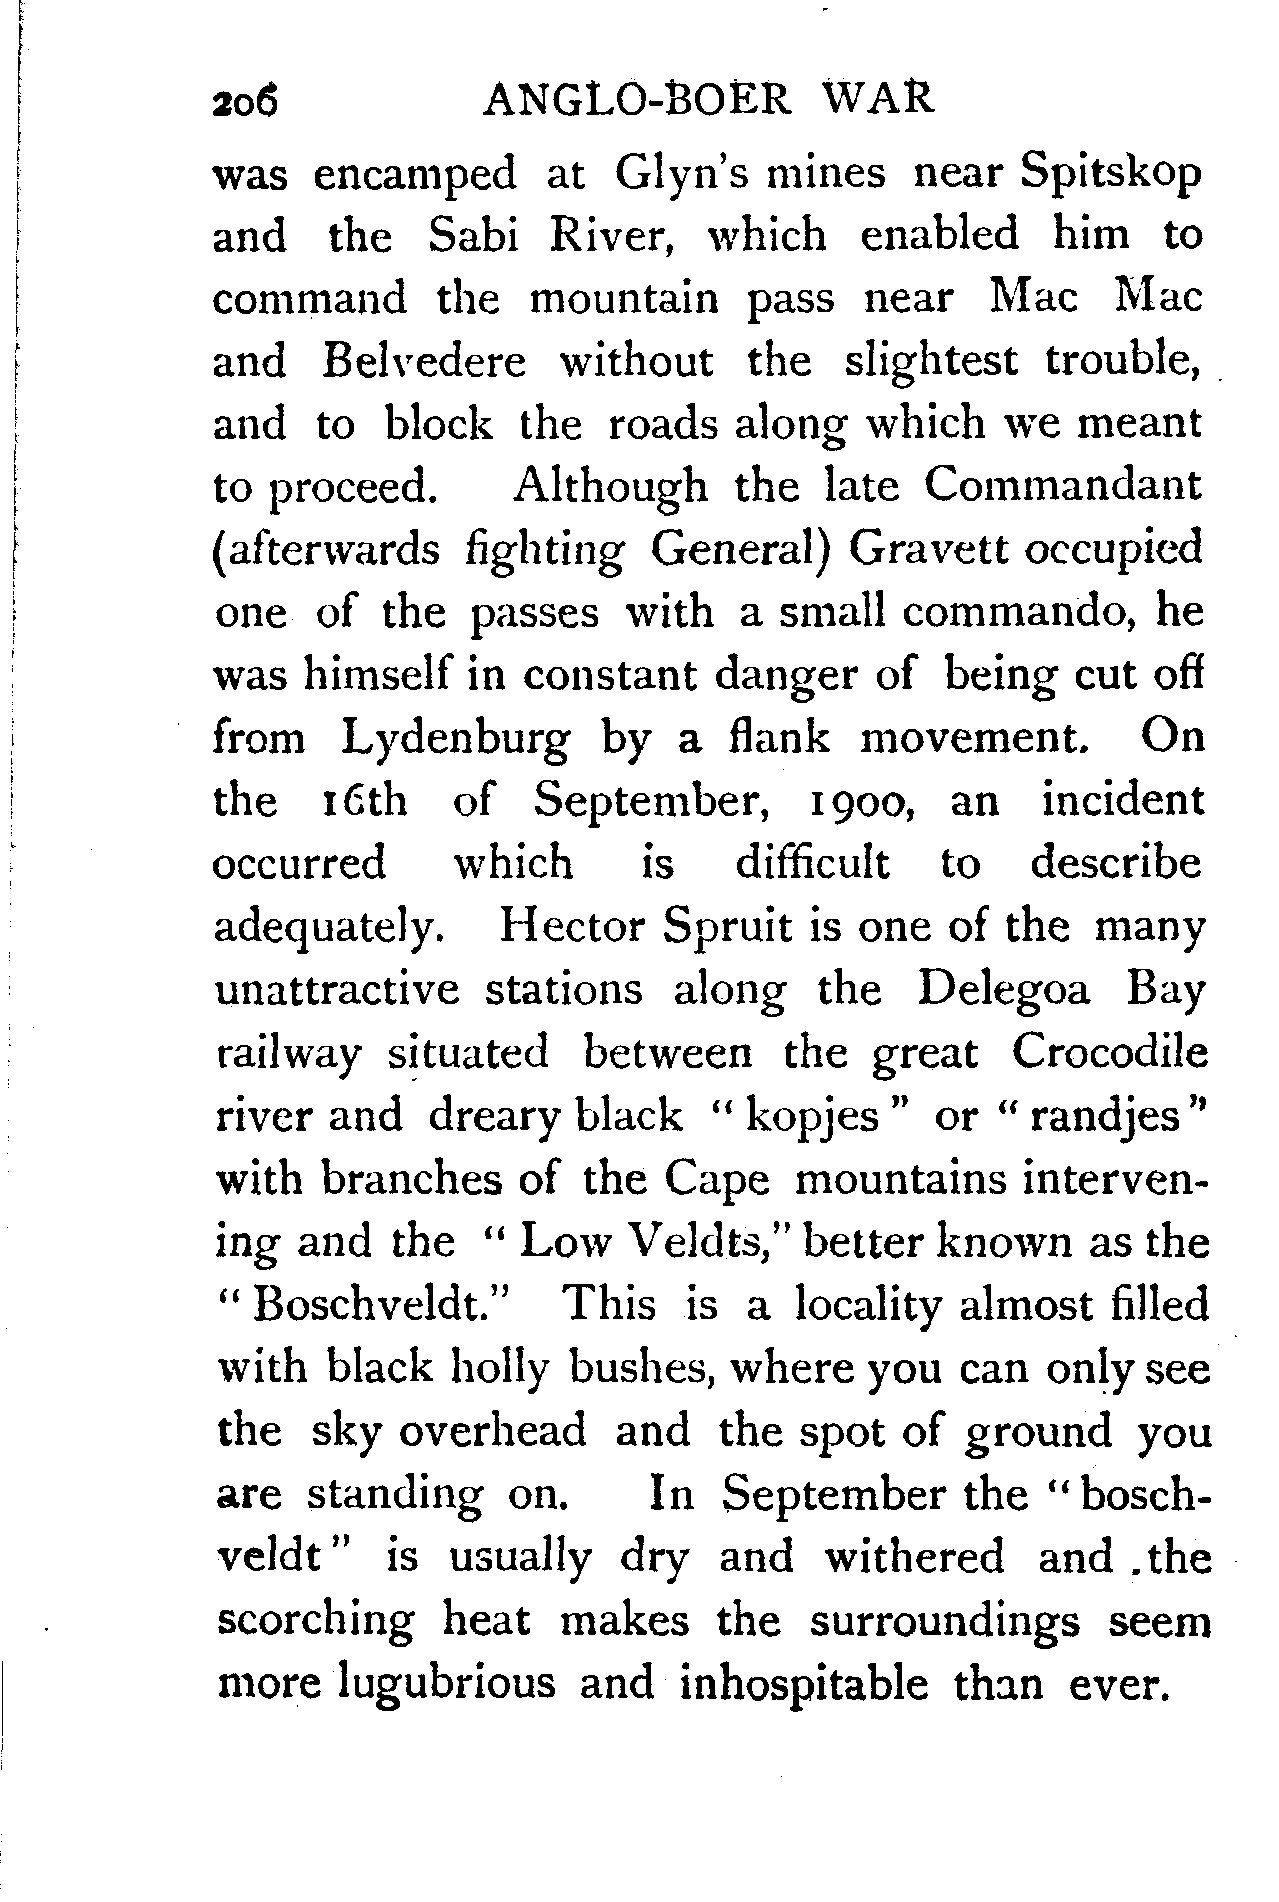 206 ANGLO-BOER WAR
was encamped at Glyn's mines near Spitskop
and the Sabi River, which enabled him to
command the mountain pass near Mac Mac
and Belvedere without the slightest trouble,
and to block the roads along which we meant
to proceed. Although the late Commandant
(afterwards fighting General) Gravett occupied
one of the passes with a small commando, he
was himself in constant danger of being cut off
from Lydenburg by a flank movement. On
the 16th of September, 1900, an incident
occurred which is difficult to describe
adequately. Hector Spruit is one of the many
unattractive stations along the Delegoa Bay
railway situated between the great Crocodile
river and dreary black " kopjes " or " randjes "
with branches of the Cape mountains interven-
ing and the " Low Veldts," better known as the
" Boschveldt." This is a locality almost filled
with black holly bushes, where you can only see
the sky overhead and the spot of ground you
are standing on. In September the " bosch-
veldt " is usually dry and withered and the
scorching heat makes the surroundings seem
more lugubrious and inhospitable than ever.